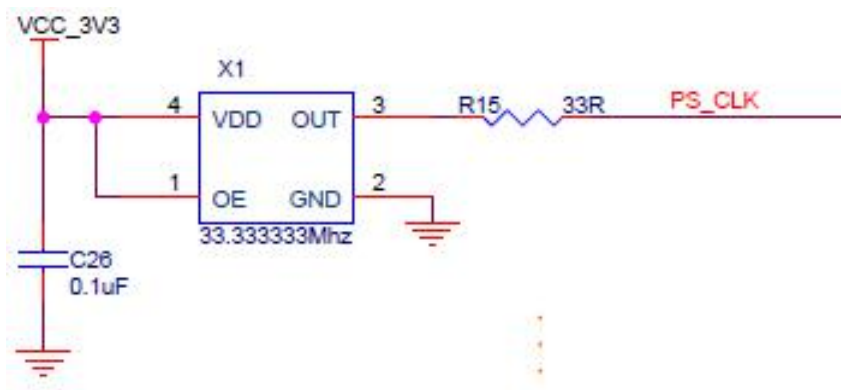 VCC_3V3
X1
4 VDD OUT 3 R15 33R PS_CLK
1 OE GND 2
33.333333Mhz
C26
0.1uF